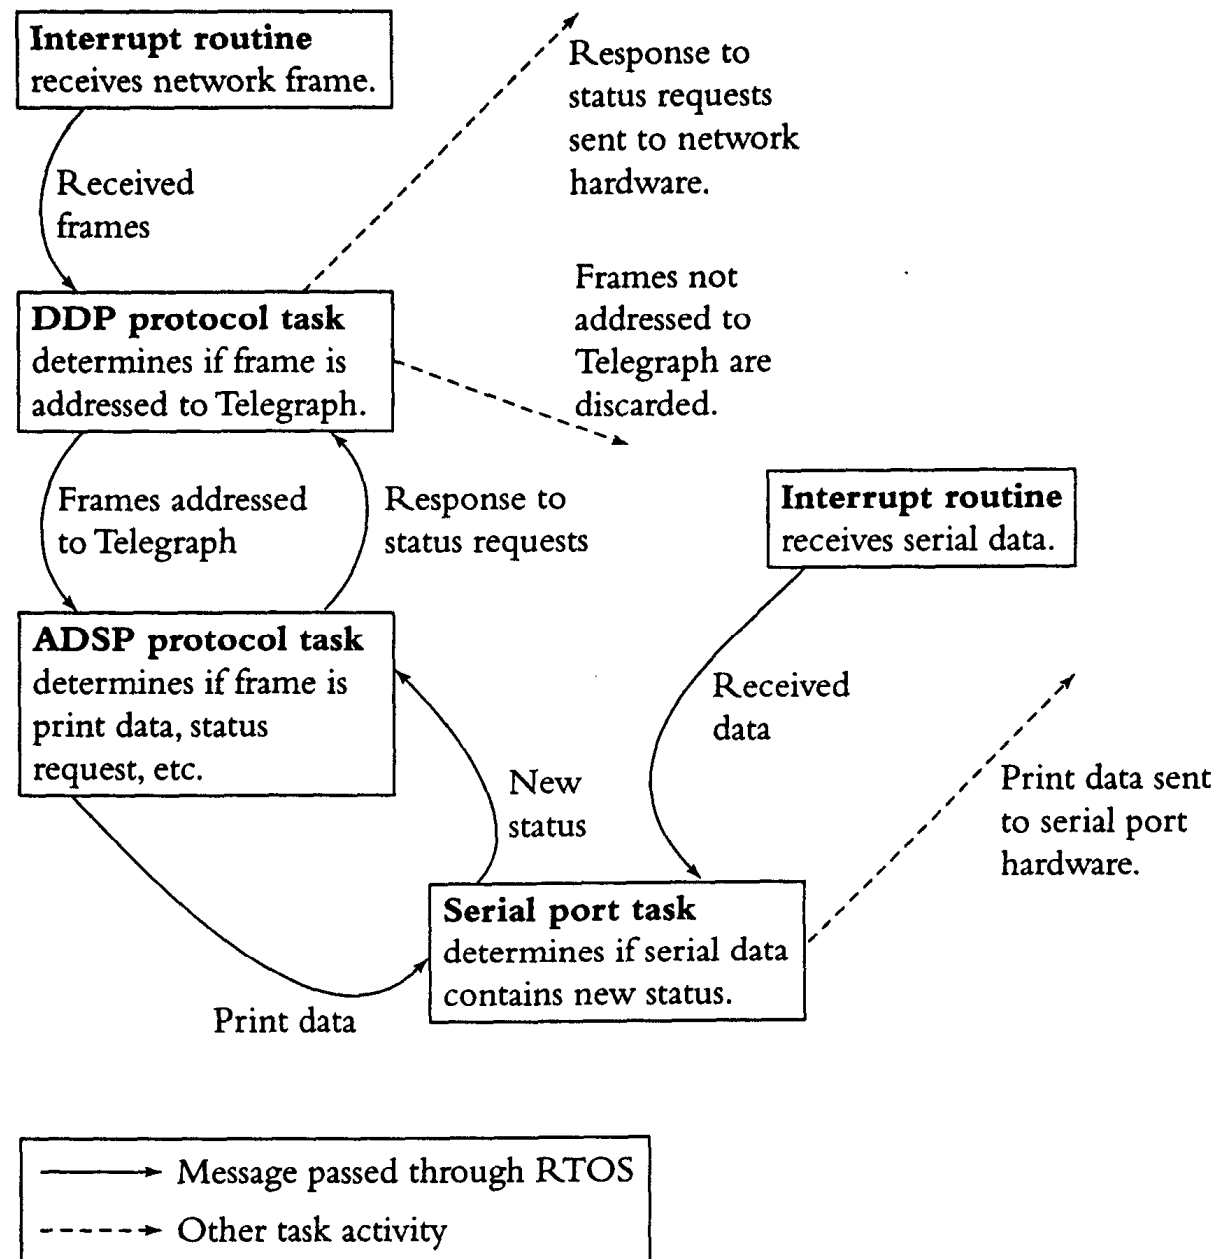 Interrupt routine
receives network frame.
Response to
status requests
sent to network
hardware.
Received
frames
Frames not
addressed to
Telegraph are
discarded.
DDP protocol task
determines if frame is
addressed to Telegraph.
Frames addressed
to Telegraph
Response to
status requests
Interrupt routine
receives serial data.
ADSP protocol task
determines if frame is
print data, status
request, etc.
Received
data
New
status
Print data sent
to serial port
hardware.
Serial port task
determines if serial data
contains new status.
Print data
Message passed through RTOS
Other task activity